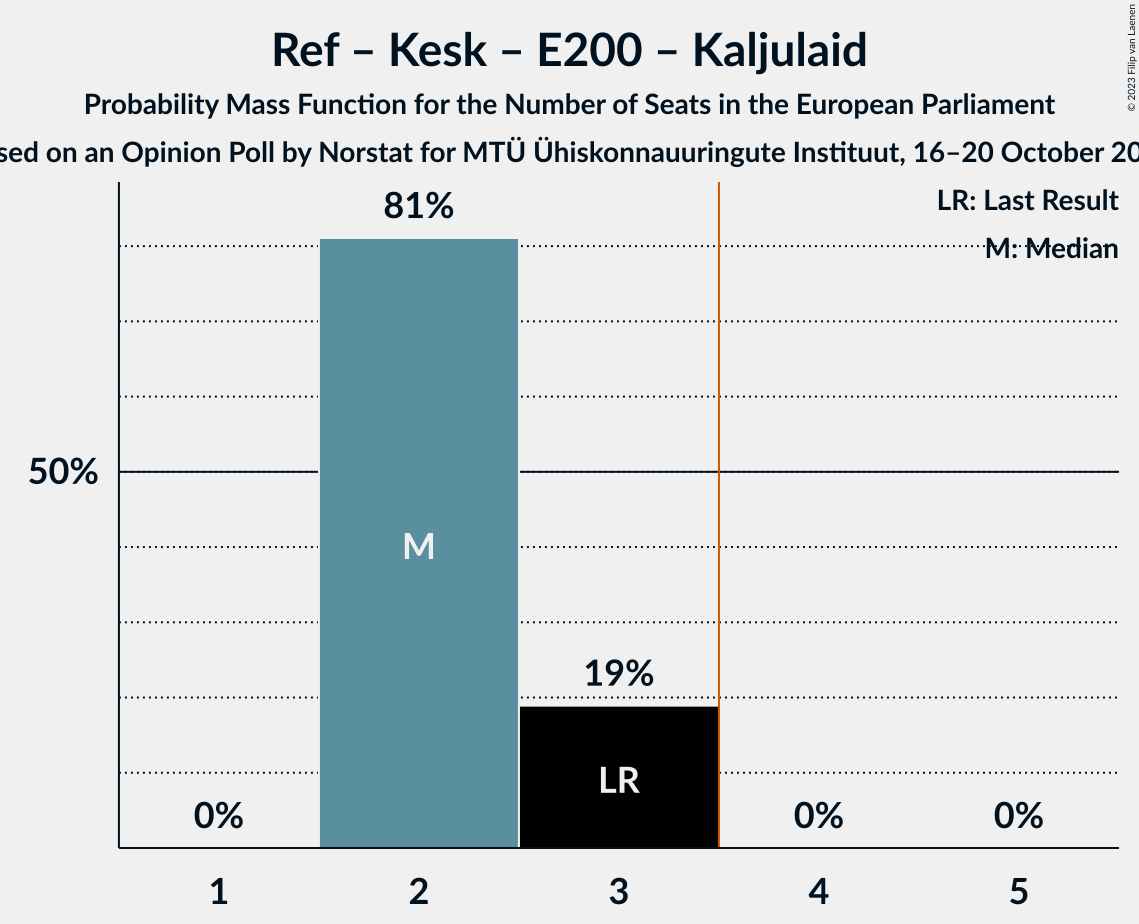 Ref – Kesk – E200 – Kaljulaid
Probability Mass Function for the Number of Seats in the European Parliament
on an Opinion Poll by Norstat for MTÜ Ühiskonnauuringute Instituut, 16–20 October
© 2023 Filip van Laenen
LR: Last Result
M: Median
81%
50%
M
19%
LR
0%
0%
0%
1
2
3
4
5